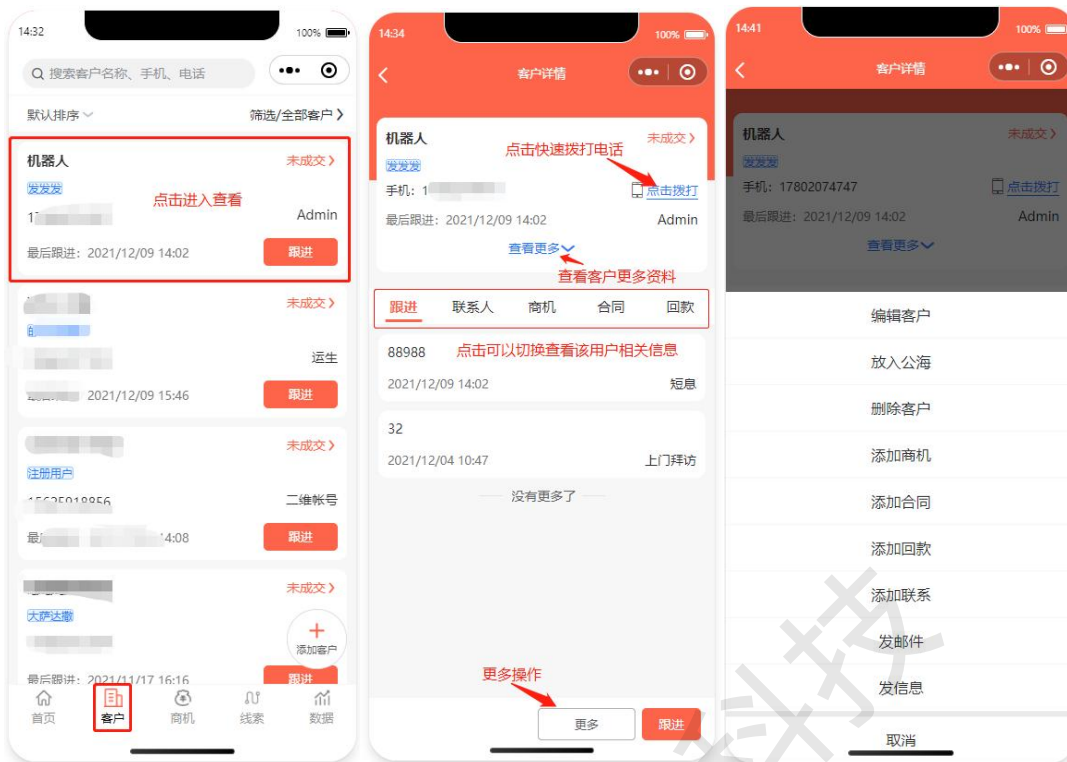 14:32
100%
搜索客户名称、手机、电话
默认排序
筛选/全部客户
机器人
未成交
发发发
点击进入查看
Admin
最后跟进：2021/12/09 14:02
跟进
未成交
运生
2021/12/09 15:46
跟进
未成交
注册用户
二维帐号
4:08
跟进
未成交
大萨达撒
添加客户
最后跟进：2021/11/17 16:16
跟进
首页
客户
商机
线索
数据
14:34
100%
客户详情
机器人
未成交
点击快速拨打电话
发发发
手机：1
点击拨打
最后跟进：2021/12/09 14:02
Admin
查看更多
查看客户更多资料
跟进 联系人 商机 合同 回款
88988
点击可以切换查看该用户相关信息
2021/12/09 14:02
短息
32
2021/12/04 10:47
上门拜访
没有更多了
更多操作
更多
跟进
14:41
100%
客户详情
机器人
未成交
发发发
手机：17802074747
点击拨打
最后跟进：2021/12/09 14:02
Admin
查看更多
编辑客户
放入公海
删除客户
添加商机
添加合同
添加回款
添加联系
发邮件
发信息
取消
科技